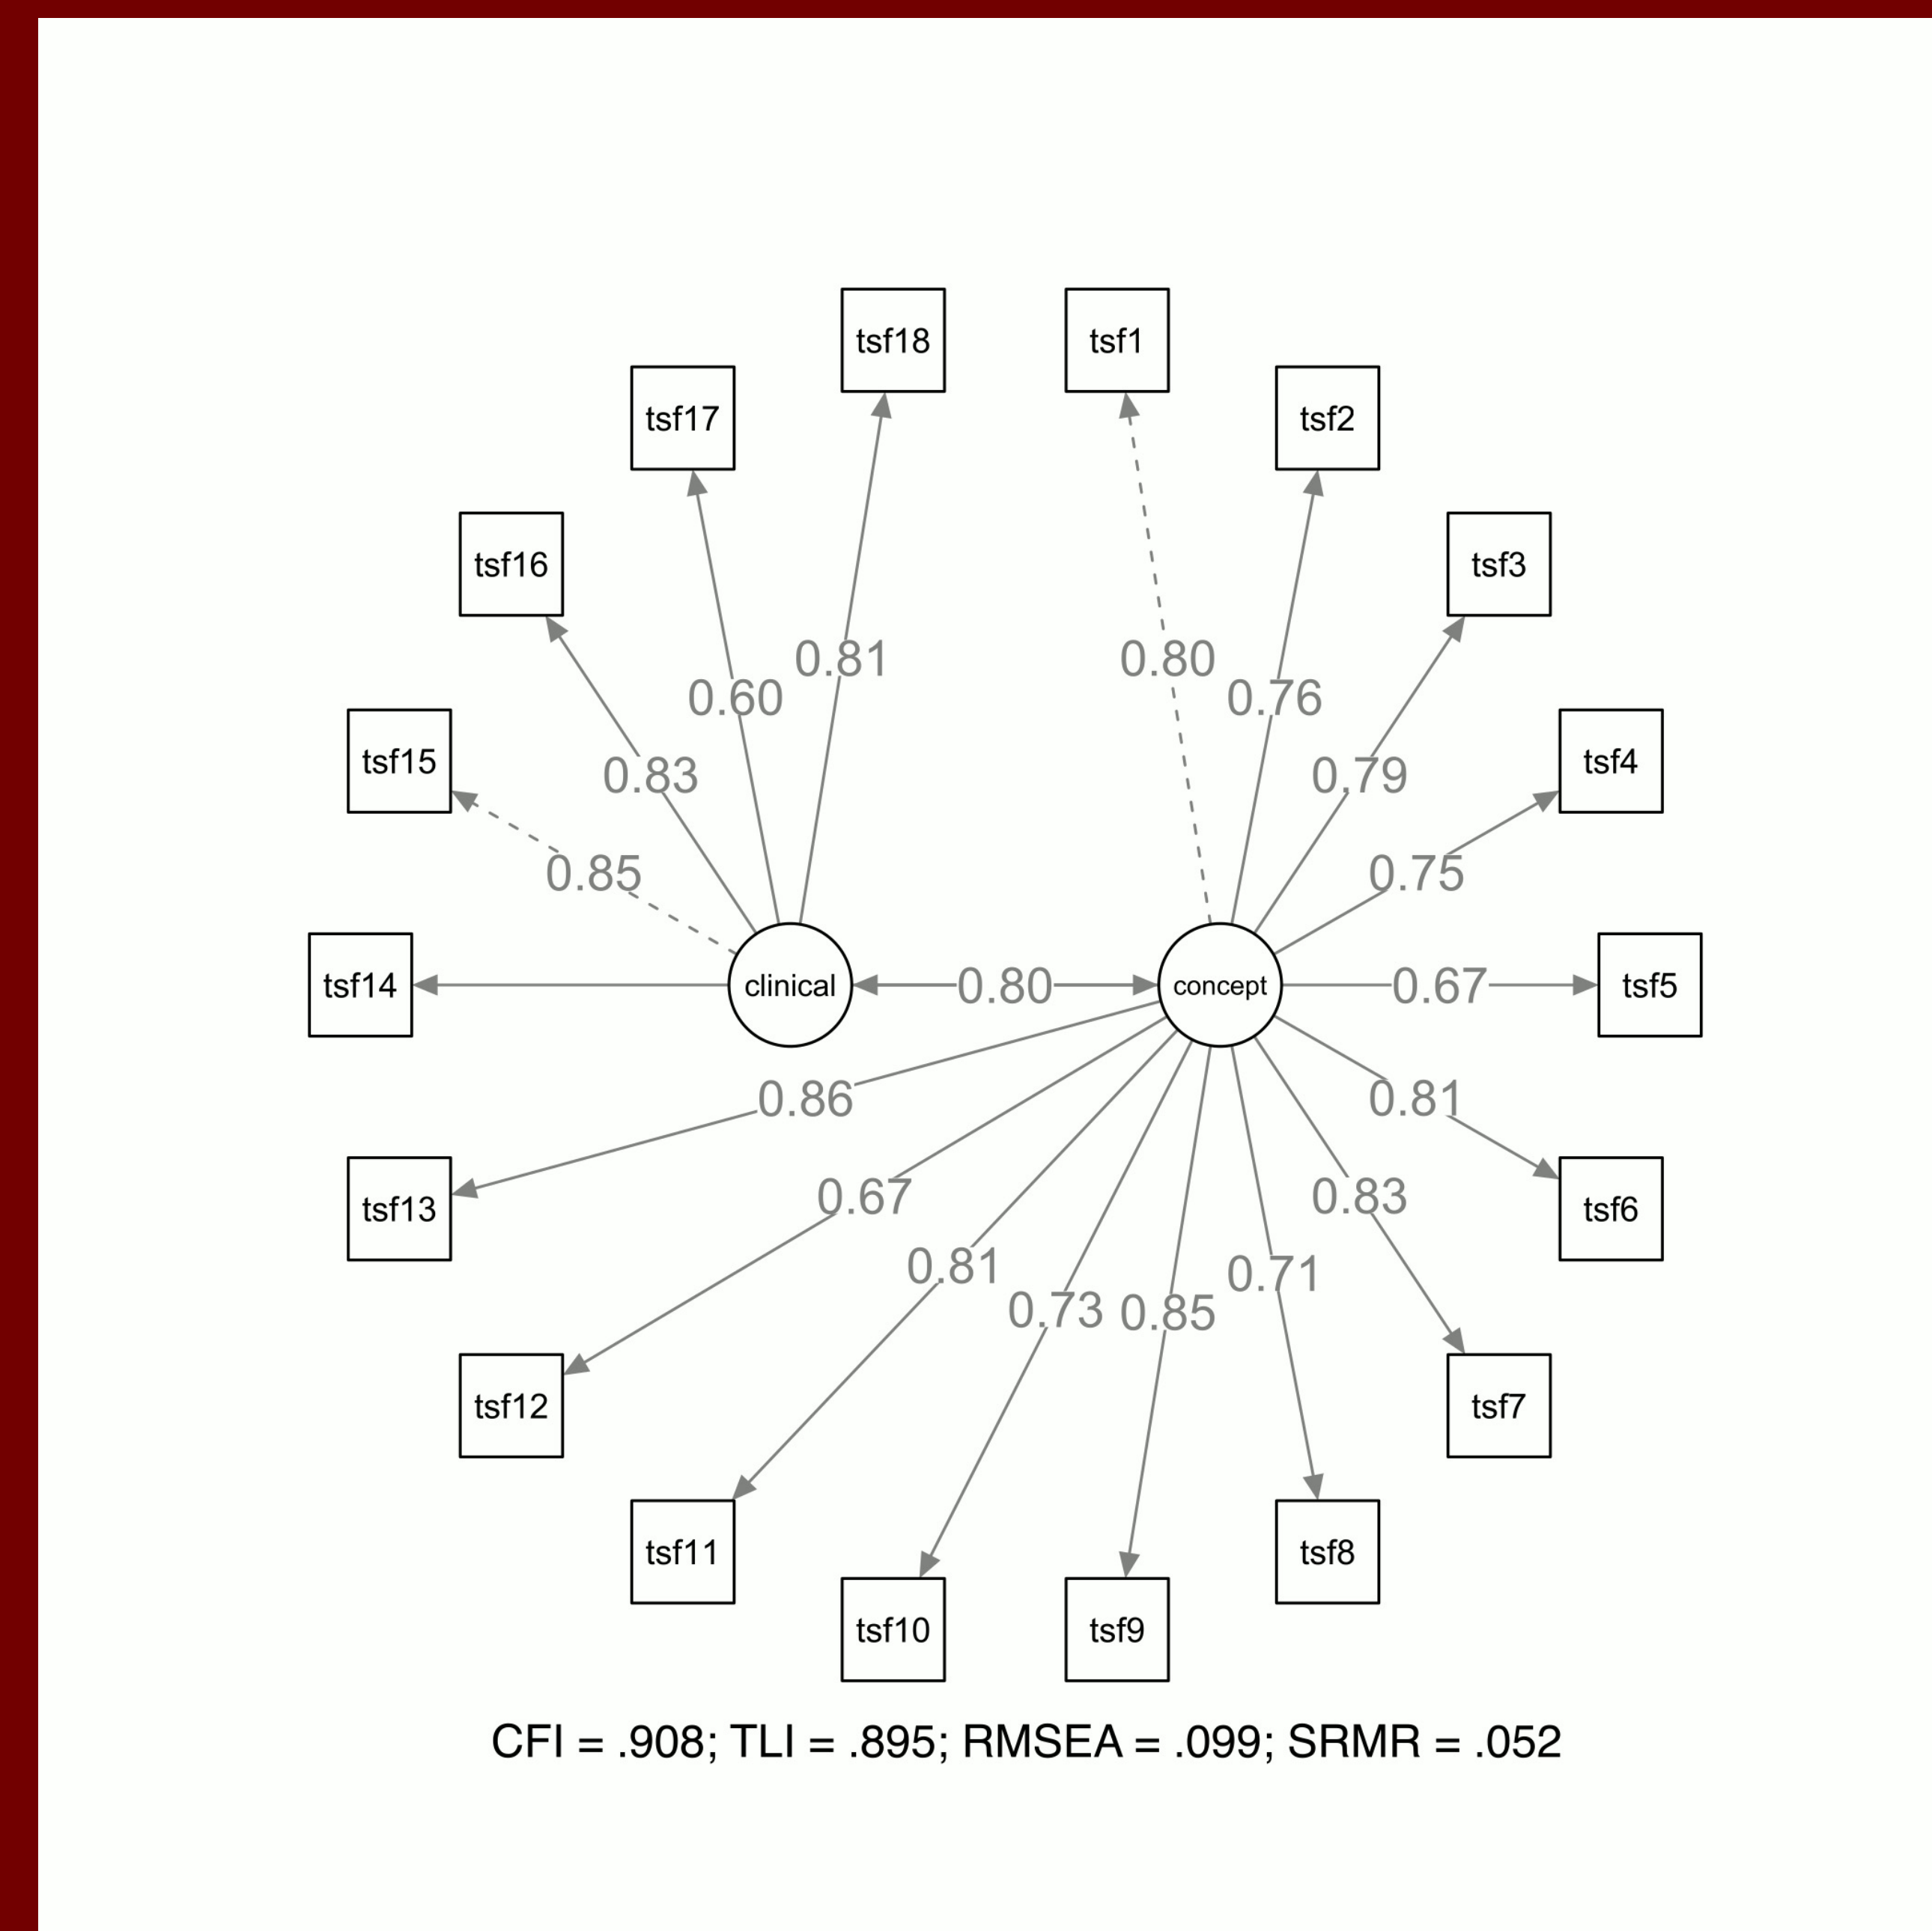 tsf18
tsf1
tsf17
tsf2
tsf16
tsf3
0.81
0.80
0.60
0.76
tsf15
0.83
0.79
tsf4
0.85
0.75
tsf14
clinical
0.80
concept
0.67
tsf5
0.86
0.81
0.67
0.83
tsf13
tsf6
0.81
0.71
0.73
0.85
tsf12
tsf7
tsf11
tsf8
tsf10
tsf9
CFI = .908; TLI = .895; RMSEA = .099; SRMR = .052